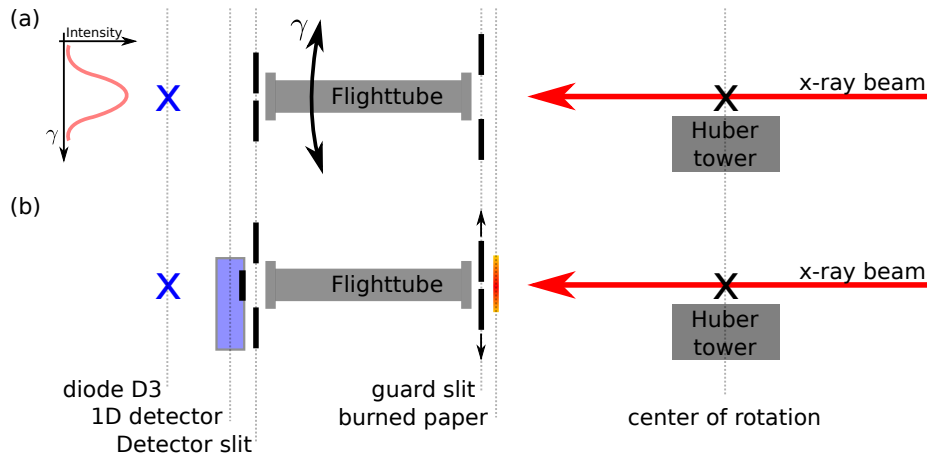 (a)
Intensity
γ
γ
Flighttube
x-ray beam
X
X
Huber
tower
(b)
Flighttube
x-ray beam
X
X
Huber
tower
diode D3
1D detector
Detector slit
guard slit
burned paper
center of rotation